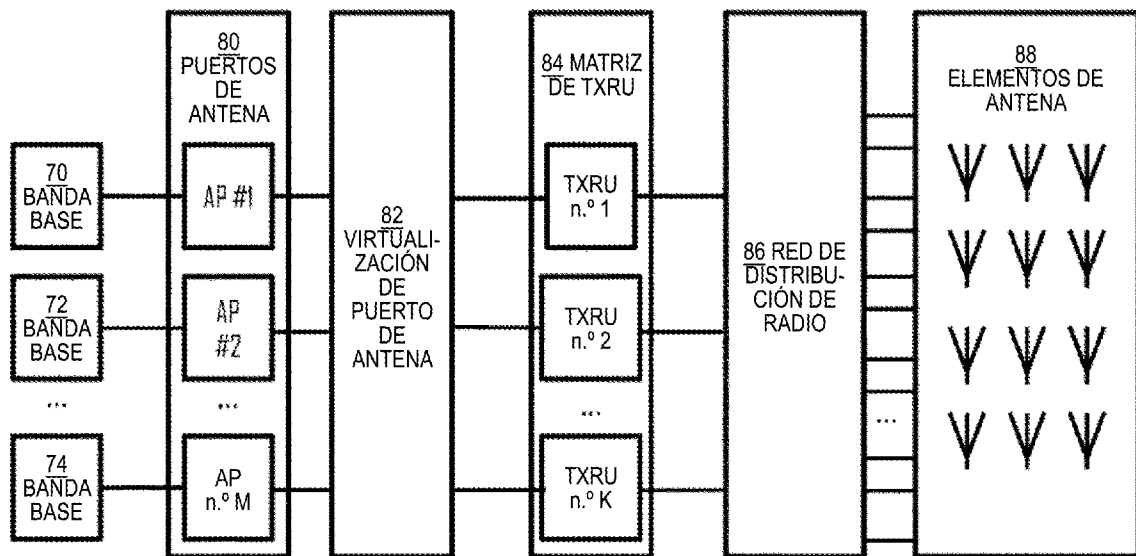 80
PUERTOS
DE
ANTENA
84 MATRIZ
DE TXRU
88
ELEMENTOS DE
ANTENA
70
BANDA
BASE
AP #1
82
VIRTUALI-
ZACIÓN
DE
PUERTO
DE
ANTENA
TXRU
n.º 1
86 RED DE
DISTRIBU-
CIÓN DE
RADIO
72
BANDA
BASE
AP
#2
TXRU
n.º 2
...
...
...
...
74
BANDA
BASE
AP
n.º M
TXRU
n.º K